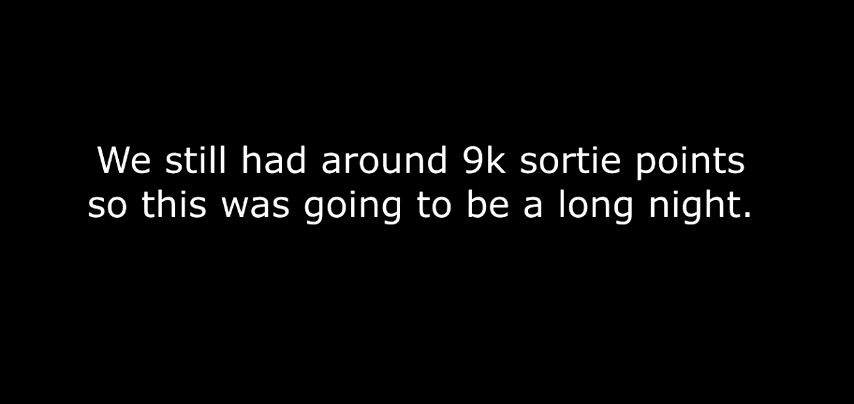 We still had around 9k sortie points
so this was going to be a long night.